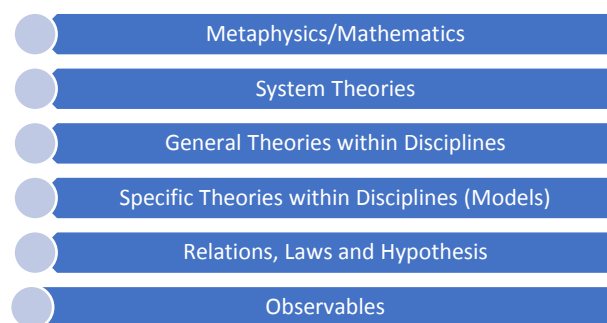 Metaphysics/Mathematics
System Theories
General Theories within Disciplines
Specific Theories within Disciplines (Models)
Relations, Laws and Hypothesis
Observables